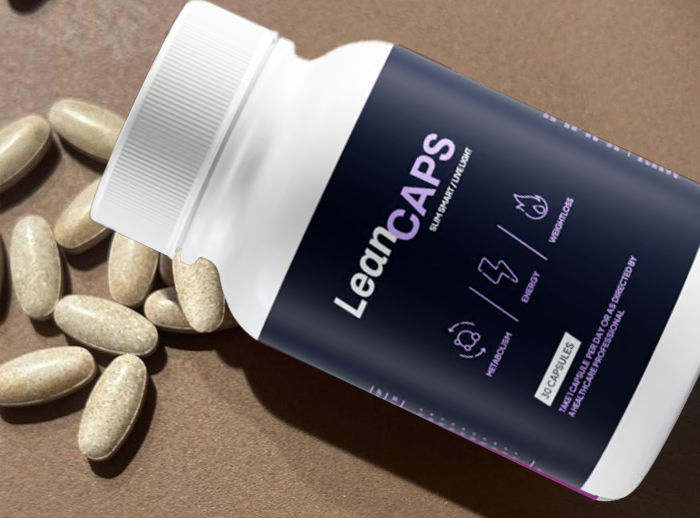 LeanCAPS
SLIM SMART / LIVE LIGHT
METABOLISM
ENERGY
WEIGHTLOSS
30 CAPSULES
TAKE 1 CAPSULE PER DAY OR AS DIRECTED BY
A HEALTHCARE PROFESSIONAL